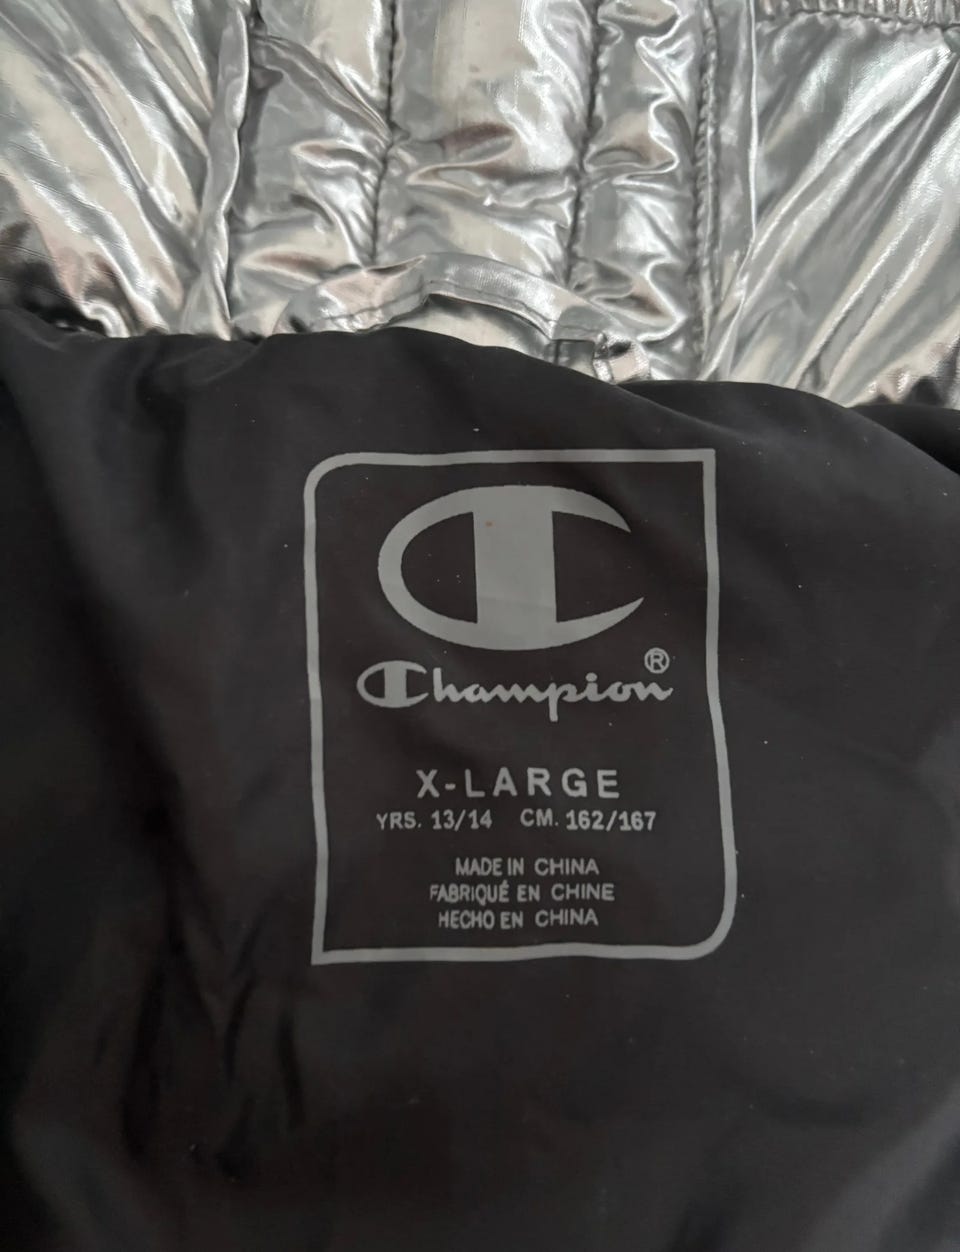 Champion®
X-LARGE
YRS. 13/14 CM. 162/167
MADE IN CHINA
FABRIQUÉ EN CHINE
HECHO EN CHINA